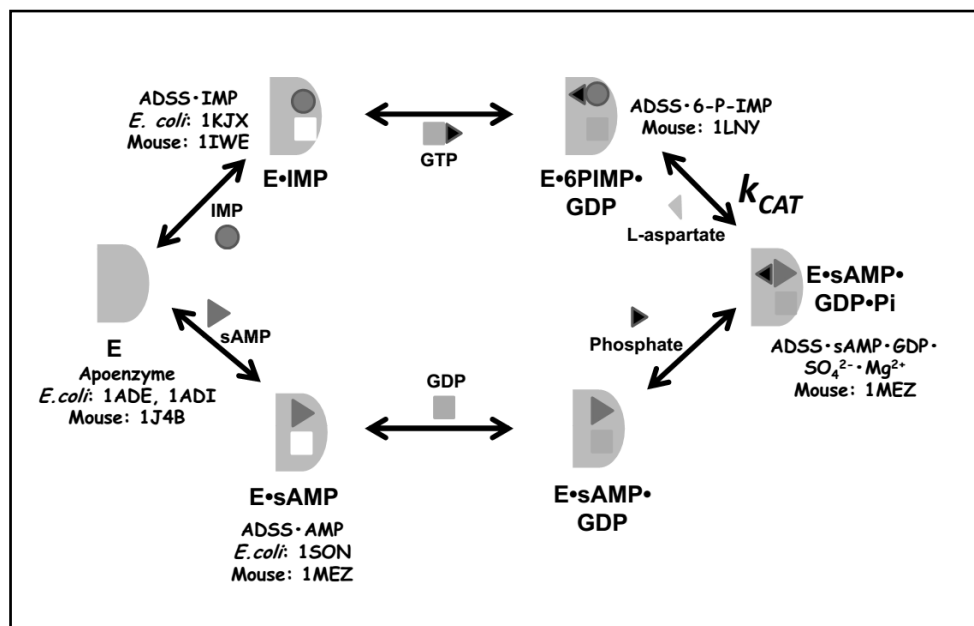 ADSS·IMP
E. coli: 1KJX
Mouse: 1IWE
E•IMP
GTP
E•6PIMP•
GDP
ADSS·6-P-IMP
Mouse: 1LNY
k_CAT
L-aspartate
IMP
E
Apoenzyme
E.coli: 1ADE, 1ADI
Mouse: 1J4B
sAMP
E•sAMP•
GDP•Pi
ADSS·sAMP·GDP·
SO₄²⁻·Mg²⁺
Mouse: 1MEZ
Phosphate
GDP
E•sAMP
ADSS·AMP
E.coli: 1SON
Mouse: 1MEZ
E•sAMP•
GDP